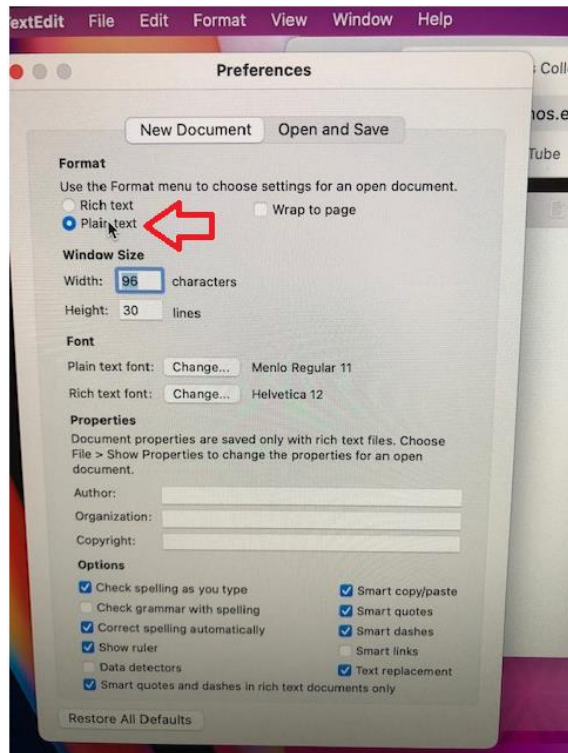 extEdit File Edit Format View Window Help
Preferences
s Coll
nos.e
Tube
New Document Open and Save
Format
Use the Format menu to choose settings for an open document.
Rich text
Wrap to page
Plain text
Window Size
Width: 96 characters
Height: 30 lines
Font
Plain text font: Change... Menlo Regular 11
Rich text font: Change... Helvetica 12
Properties
Document properties are saved only with rich text files. Choose
File > Show Properties to change the properties for an open
document.
Author:
Organization:
Copyright:
Options
Check spelling as you type
Smart copy/paste
Check grammar with spelling
Smart quotes
Correct spelling automatically
Smart dashes
Show ruler
Smart links
Data detectors
Text replacement
Smart quotes and dashes in rich text documents only
Restore All Defaults